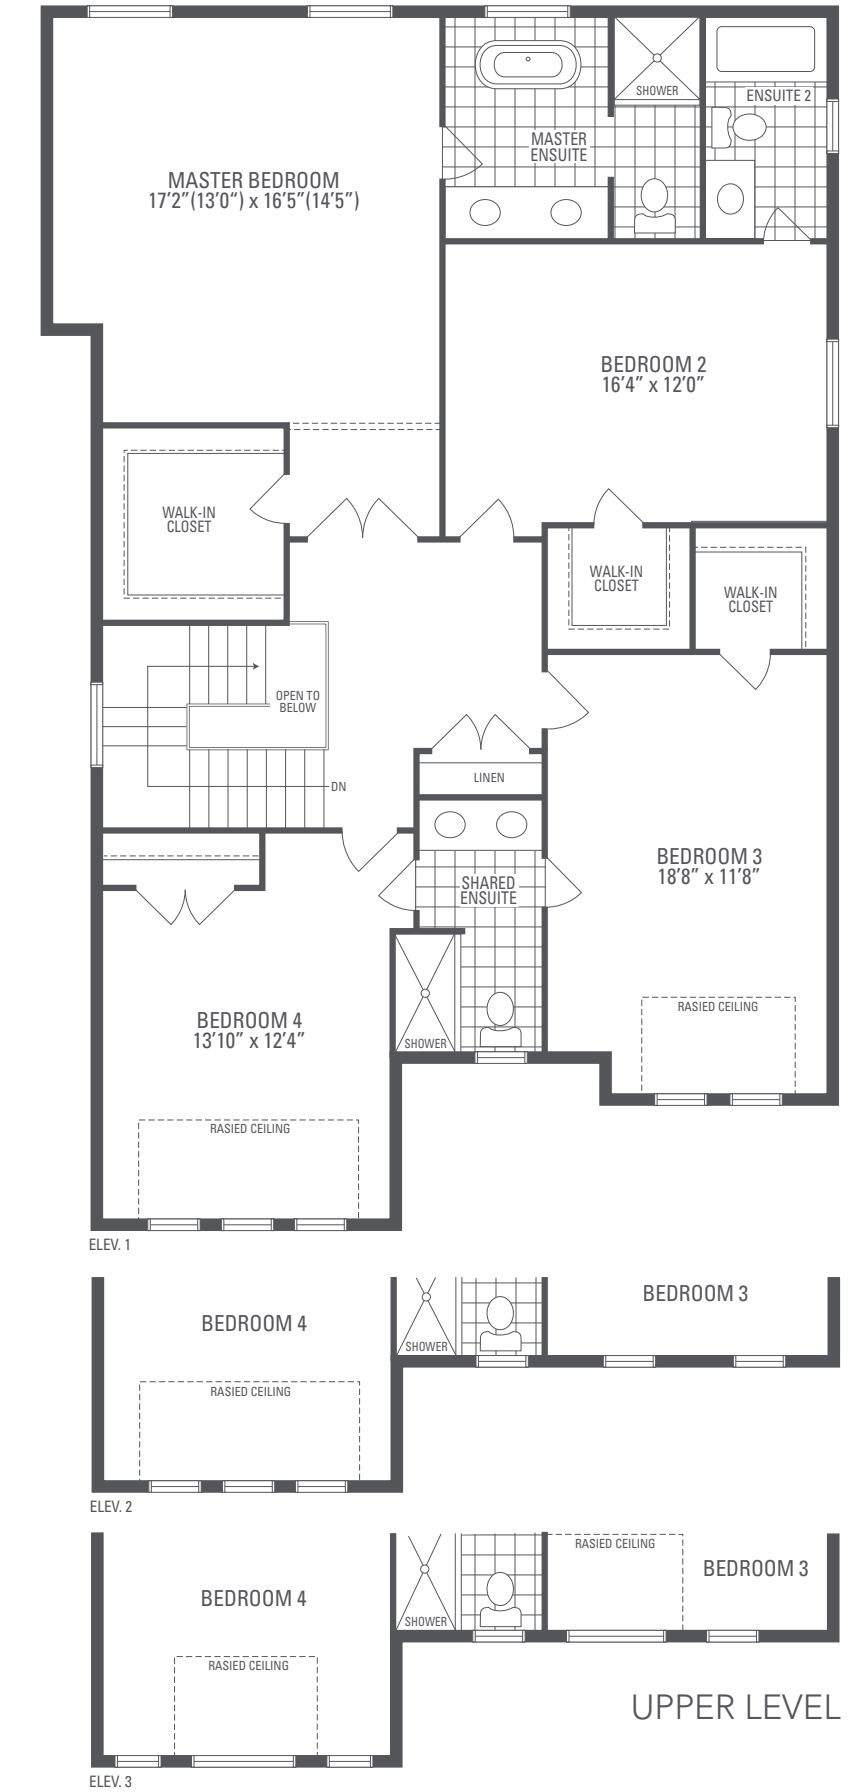 SHOWER
ENSUITE 2
MASTER
ENSUITE
MASTER BEDROOM
17'2"(13'0“) x 16'5"(14'5”)
BEDROOM 2
16'4” x 12'0”
WALK-IN
CLOSET
WALK-IN
CLOSET
WALK-IN
CLOSET
OPEN TO
BELOW
DN
LINEN
BEDROOM 3
18'8” x 11'8”
SHARED
ENSUITE
BEDROOM 4
13'10” x 12'4”
RASIED CEILING
SHOWER
RASIED CEILING
ELEV. 1
BEDROOM 3
BEDROOM 4
SHOWER
RASIED CEILING
ELEV. 2
RASIED CEILING
BEDROOM 3
BEDROOM 4
SHOWER
RASIED CEILING
UPPER LEVEL
ELEV. 3